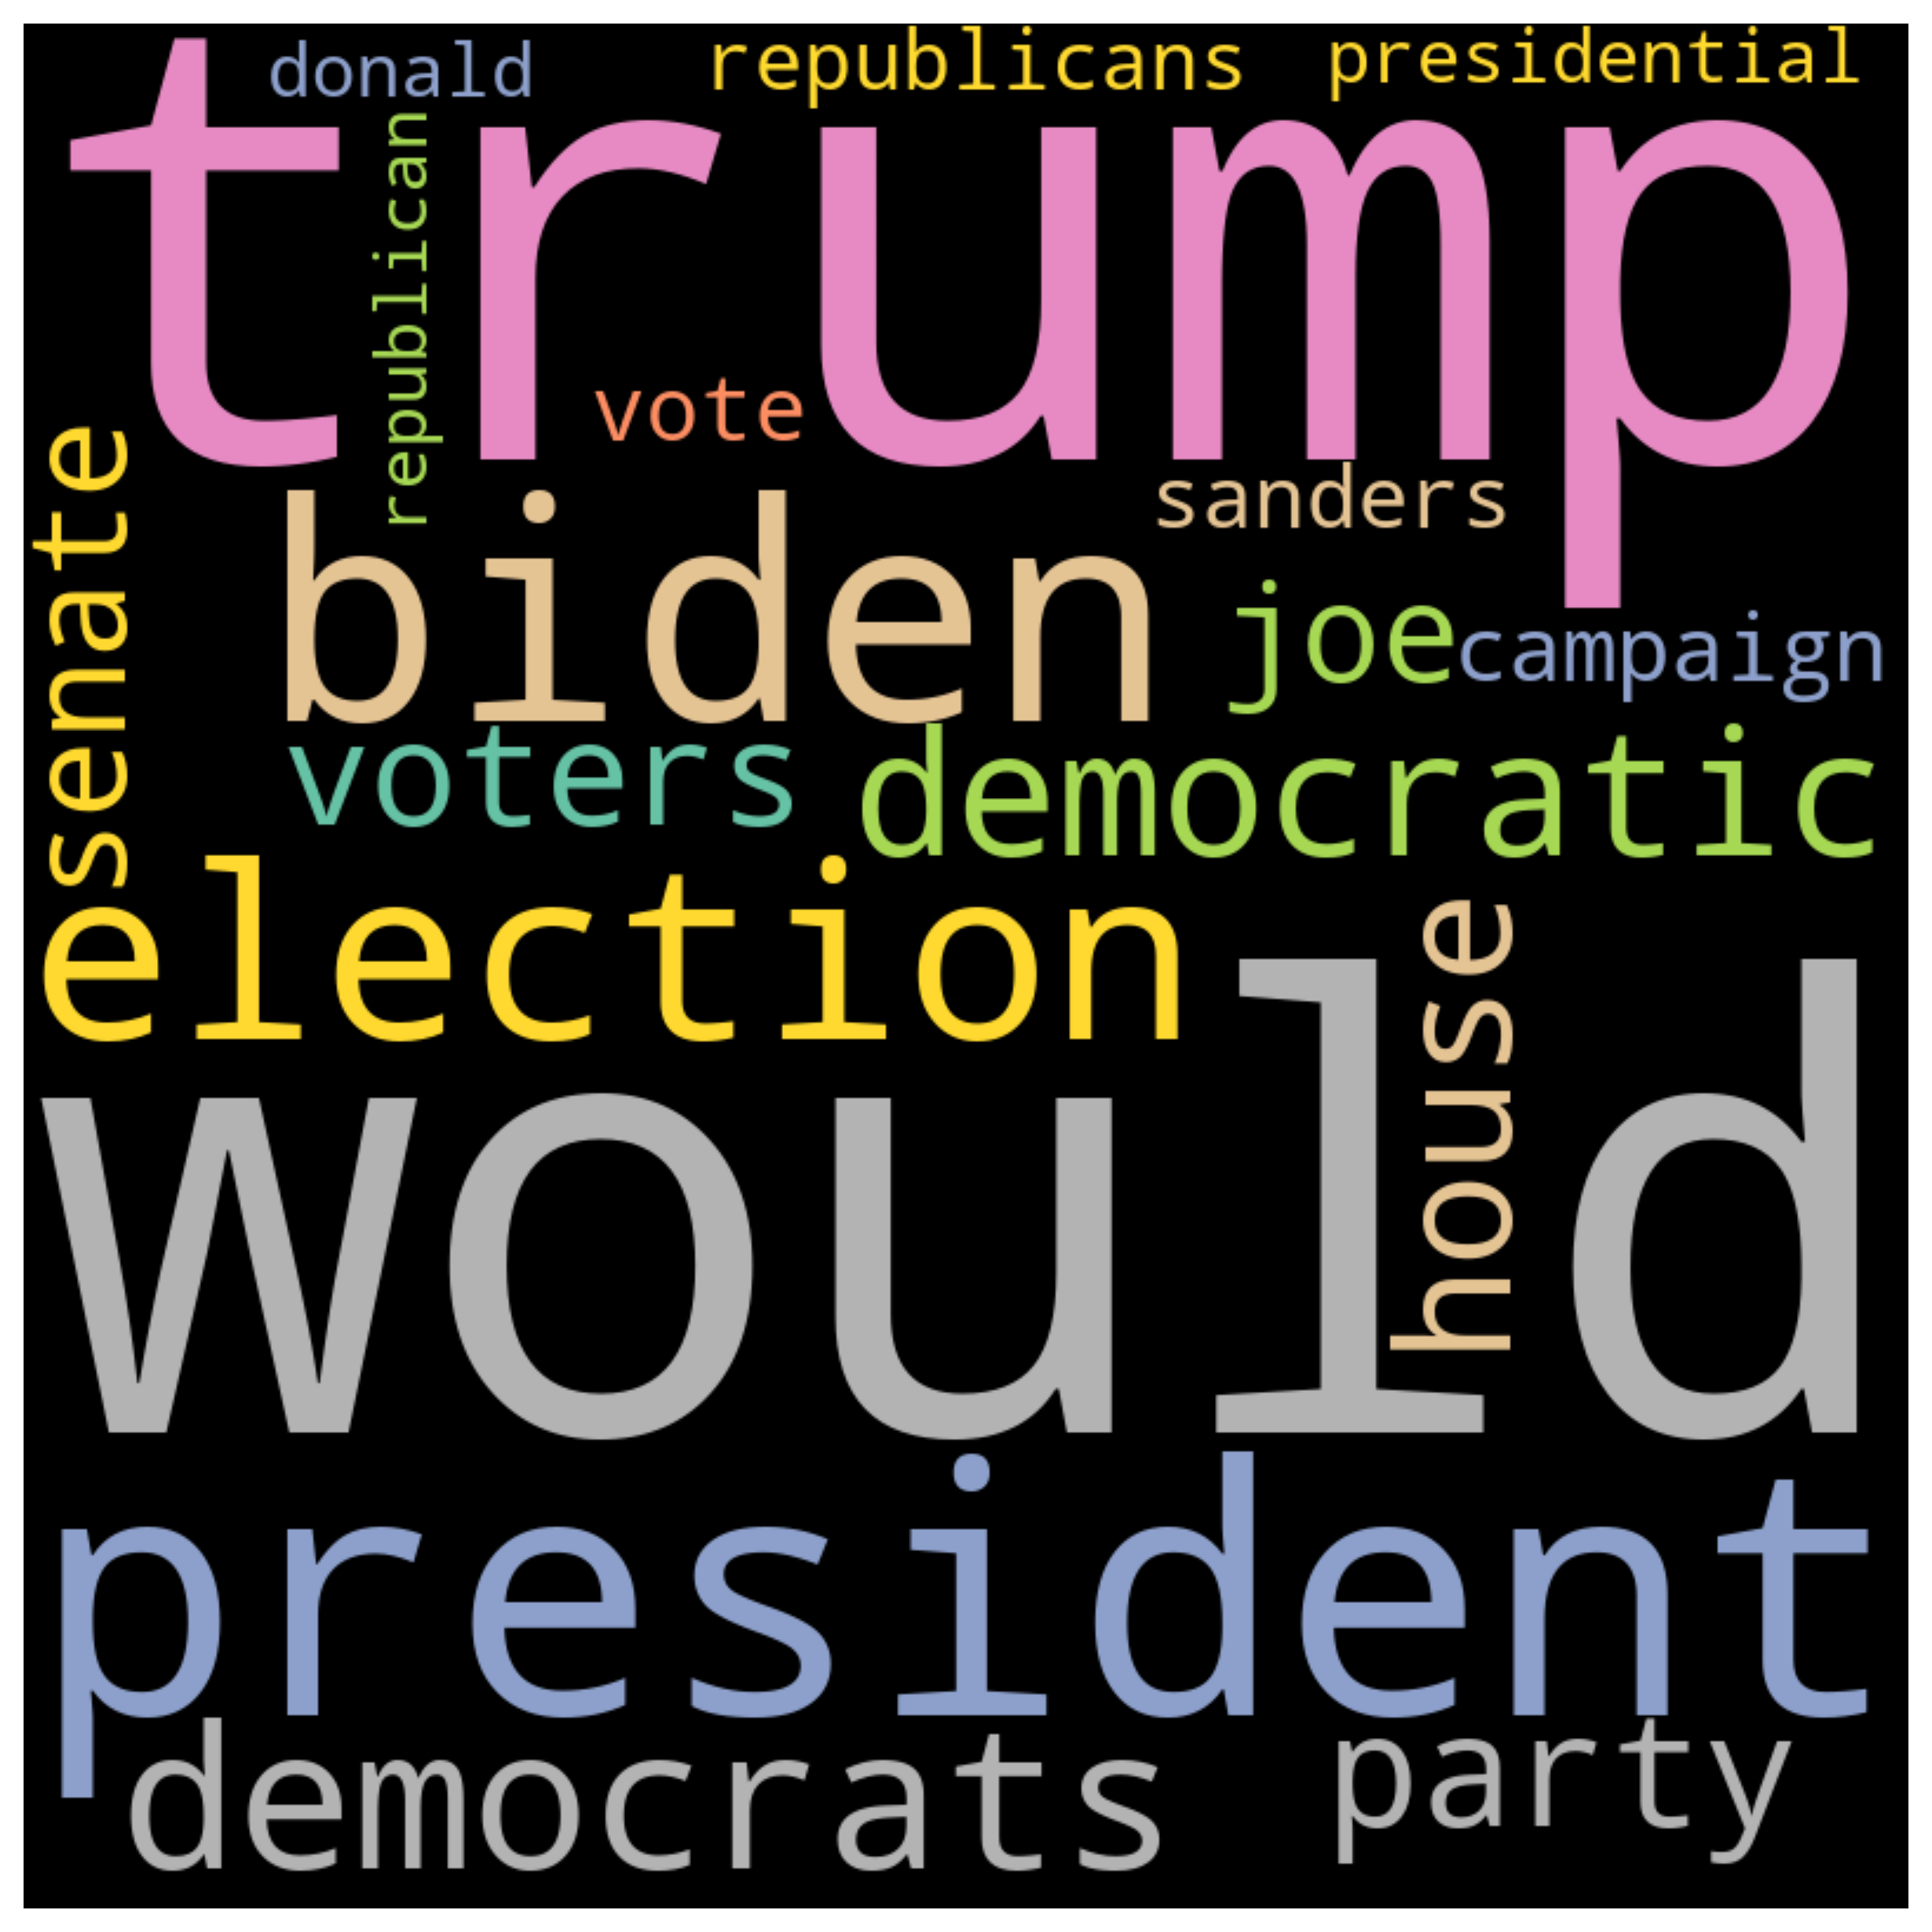 donald
republicans
presidential
trump
republican
vote
senate
sanders
biden
joe
campaign
voters
democratic
election
house
would
president
democrats
party